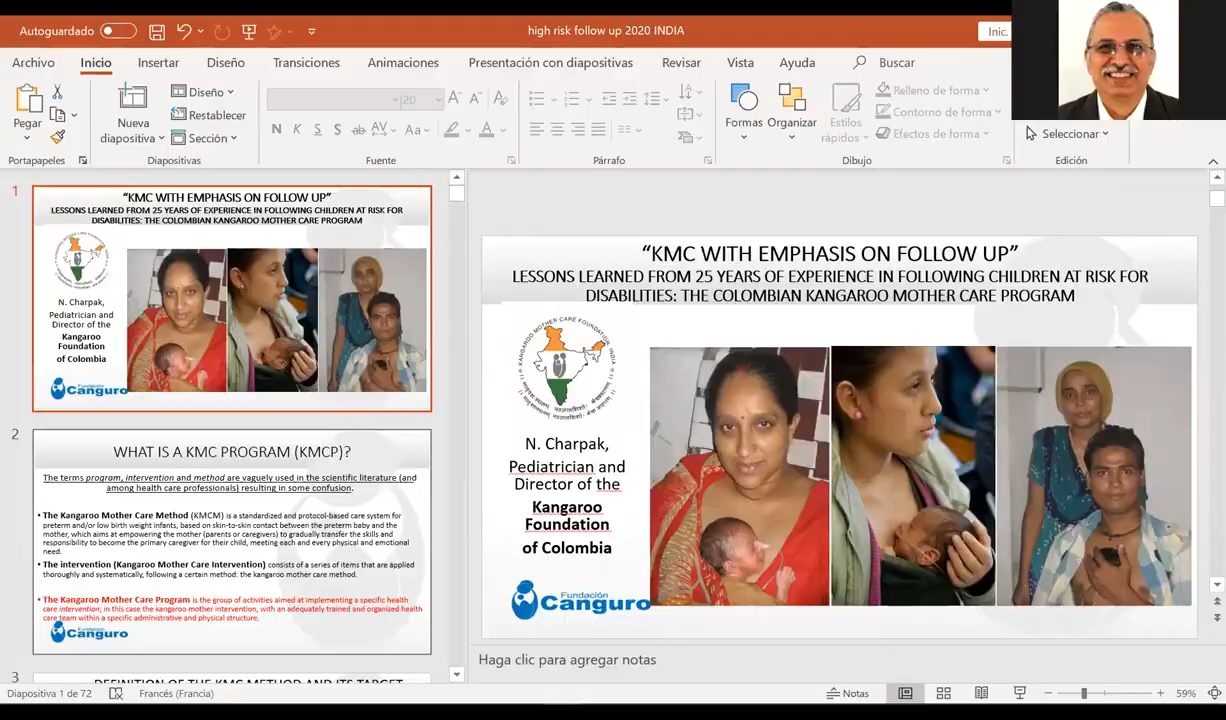 Autoguardado
high risk follow up 2020 INDIA
Inic.
Archivo Inicio Insertar Diseño Transiciones Animaciones Presentación con diapositivas Revisar Vista Ayuda Buscar
Pegar
Portapapeles
Nueva diapositiva
Diseño
Restablecer
Sección
Diapositivas
20
N K S S ab AV Aa A
Fuente
Párrafo
Formas
Organizar
Estilos rápidos
Relleno de forma
Contorno de forma
Efectos de forma
Dibujo
Seleccionar
Edición
1
“KMC WITH EMPHASIS ON FOLLOW UP”
LESSONS LEARNED FROM 25 YEARS OF EXPERIENCE IN FOLLOWING CHILDREN AT RISK FOR
DISABILITIES: THE COLOMBIAN KANGAROO MOTHER CARE PROGRAM
N. Charpak,
Pediatrician and
Director of the
Kangaroo
Foundation
of Colombia
Fundación
Canguro
2
WHAT IS A KMC PROGRAM (KMCP)?
The terms program, intervention and method are vaguely used in the scientific literature (and
among health care professionals) resulting in some confusion.
• The Kangaroo Mother Care Method (KMCM) is a standardized and protocol-based care system for
preterm and/or low birth weight infants, based on skin-to-skin contact between the preterm baby and the
mother, which aims at empowering the mother (parents or caregivers) to gradually transfer the skills and
responsibility to become the primary caregiver for their child, meeting each and every physical and emotional
need.
• The intervention (Kangaroo Mother Care Intervention) consists of a series of items that are applied
thoroughly and systematically, following a certain method: the kangaroo mother care method.
• The Kangaroo Mother Care Program is the group of activities aimed at implementing a specific health
care intervention; in this case the kangaroo mother intervention, with an adequately trained and organized health
care team within a specific administrative and physical structure.
Canguro
3
DEFINITION OF THE KMC METHOD AND ITS TARGET
“KMC WITH EMPHASIS ON FOLLOW UP”
LESSONS LEARNED FROM 25 YEARS OF EXPERIENCE IN FOLLOWING CHILDREN AT RISK FOR
DISABILITIES: THE COLOMBIAN KANGAROO MOTHER CARE PROGRAM
KANGAROO MOTHER CARE FOUNDATION, INDIA
N. Charpak,
Pediatrician and
Director of the
Kangaroo
Foundation
of Colombia
Fundación
Canguro
Haga clic para agregar notas
Diapositiva 1 de 72 Francés (Francia) Notas 59%